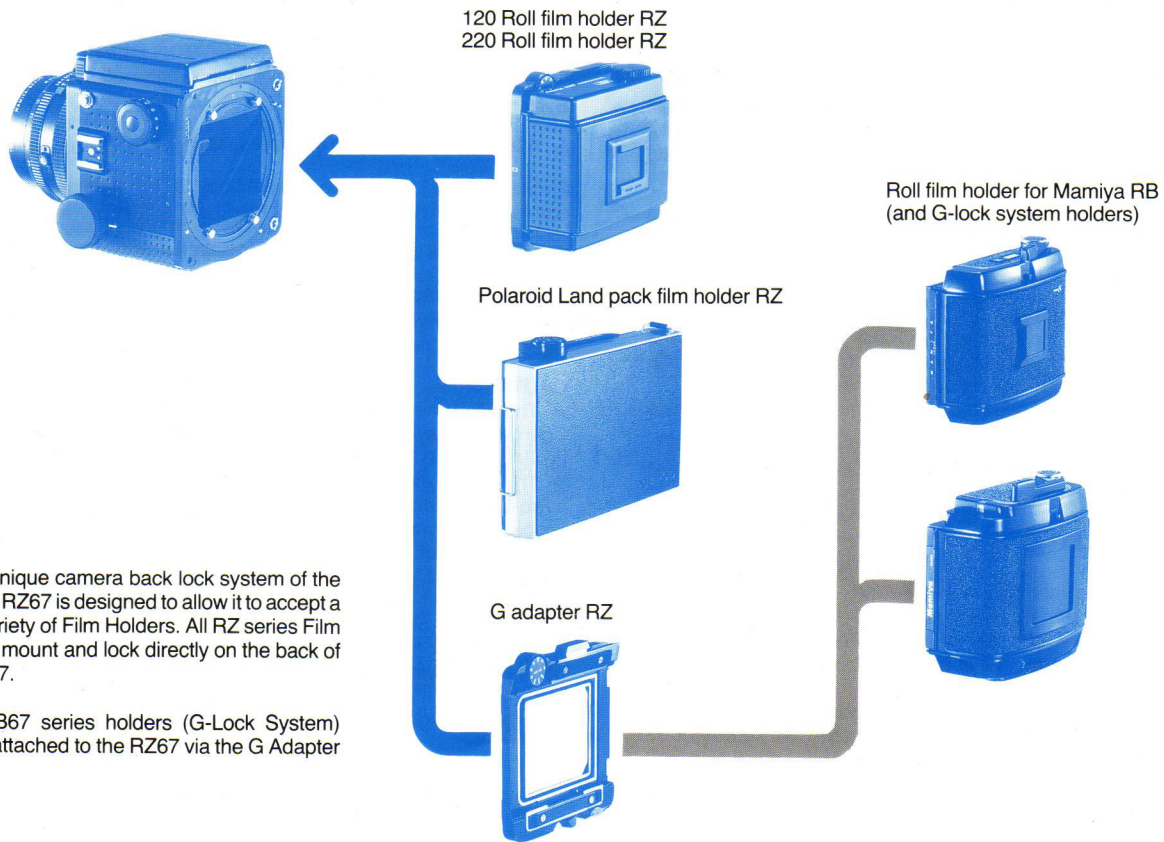 120 Roll film holder RZ
220 Roll film holder RZ
Roll film holder for Mamiya RB
(and G-lock system holders)
Polaroid Land pack film holder RZ
G adapter RZ
nique camera back lock system of the
RZ67 is designed to allow it to accept a
riety of Film Holders. All RZ series Film
mount and lock directly on the back of
7.
B67 series holders (G-Lock System)
attached to the RZ67 via the G Adapter
Mamiya